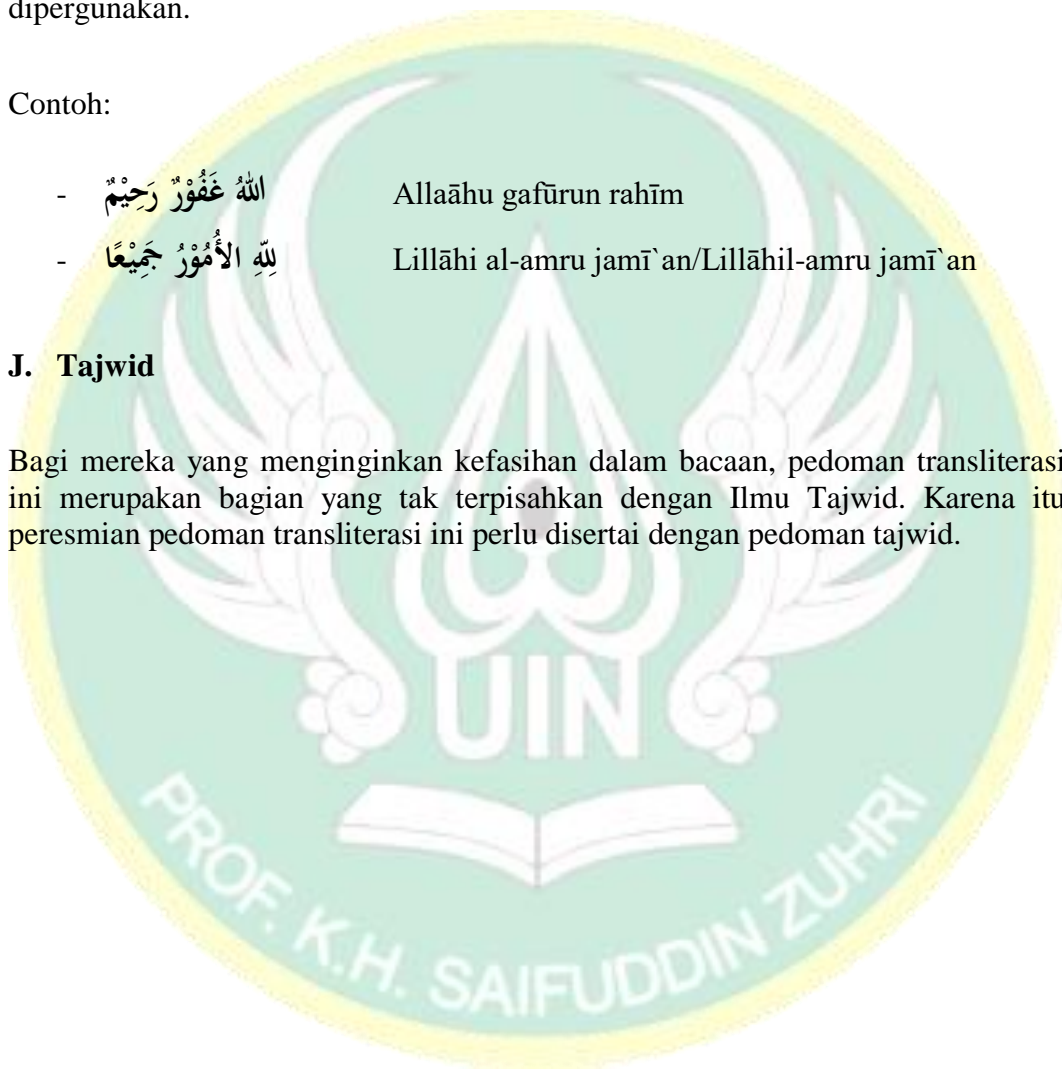 dipergunakan.
Contoh:
- اللهُ غَفُوْرٌ رَحِيْمٌ Allaāhu gafūrun rahīm
- لِلّهِ الأُمُوْرُ جَمِيْعًا Lillāhi al-amru jamī`an/Lillāhil-amru jamī`an
J. Tajwid
Bagi mereka yang menginginkan kefasihan dalam bacaan, pedoman transliterasi
ini merupakan bagian yang tak terpisahkan dengan Ilmu Tajwid. Karena itu
peresmian pedoman transliterasi ini perlu disertai dengan pedoman tajwid.
UIN
PROF. K.H. SAIFUDDIN ZUHRI